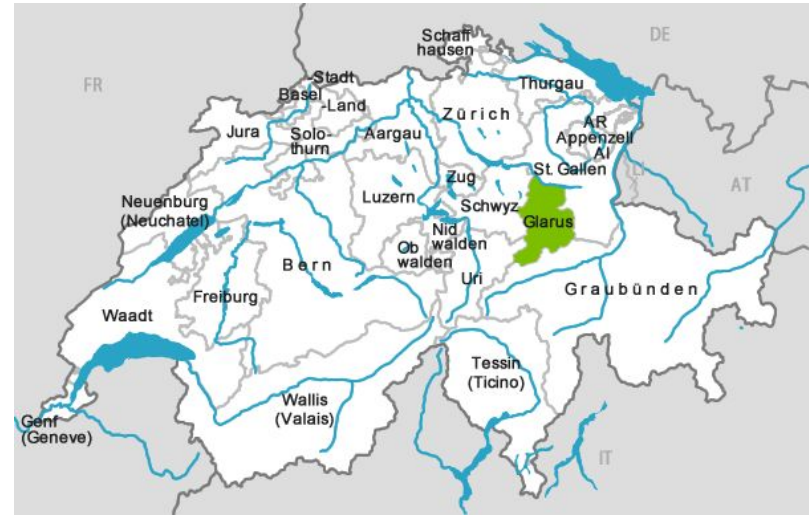 Schaff
hausen
DE
FR
-Stadt
Basel
-Land
Thurgau
Zürich
AR
Appenzell
AI
Jura
Solo-
thurn
Aargau
St. Gallen
LI
AT
Zug
Neuenburg
(Neuchatel)
Luzern
Schwyz
Glarus
Nid
walden
Ob
walden
Bern
Uri
Freiburg
Graubünden
Waadt
Tessin
(Ticino)
Wallis
(Valais)
Genf
(Geneve)
IT